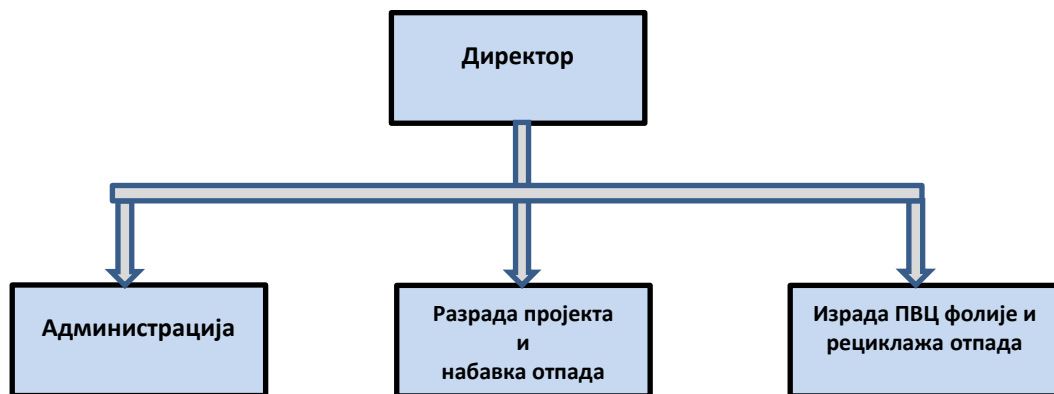 Директор
Администрација
Разрада пројекта
и
набавка отпада
Израда ПВЦ фолије и
рециклажа отпада